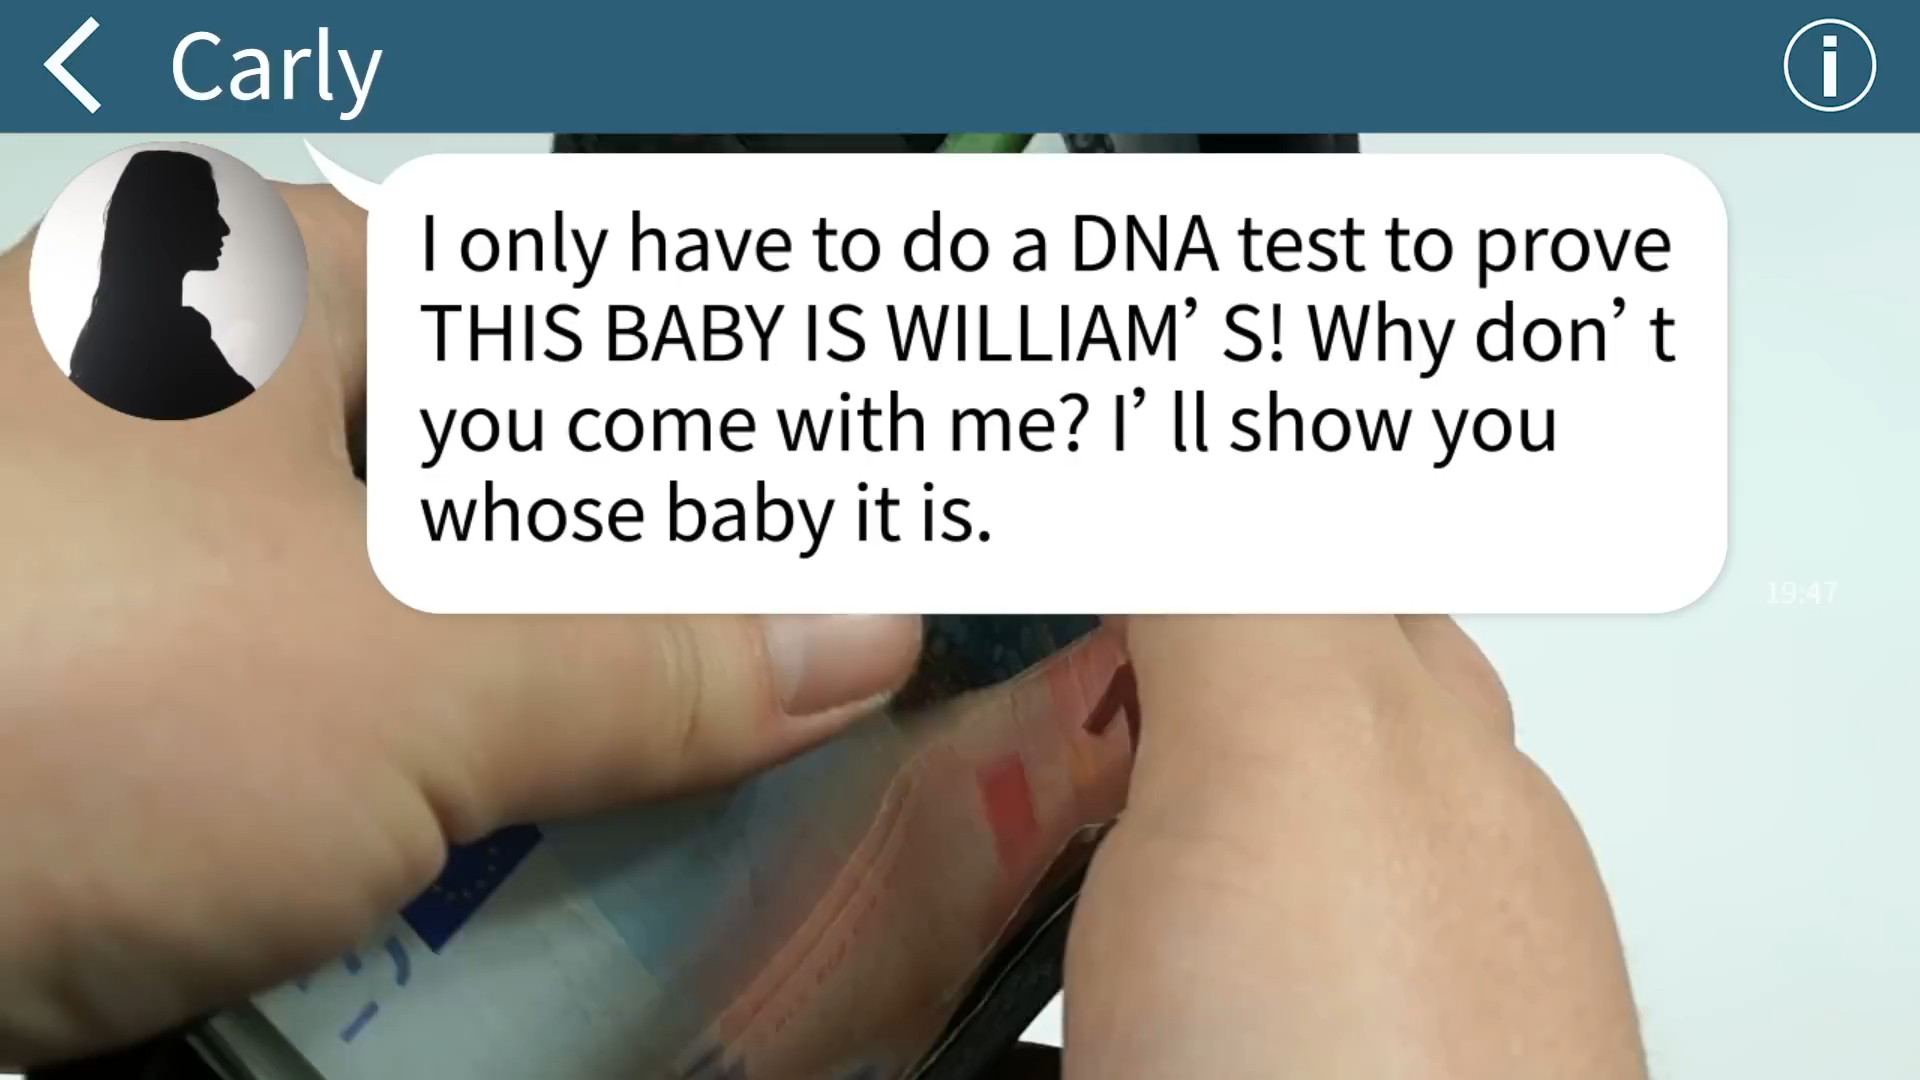 Carly
I only have to do a DNA test to prove
THIS BABY IS WILLIAM’ S! Why don’ t
you come with me? I’ ll show you
whose baby it is.
19:47